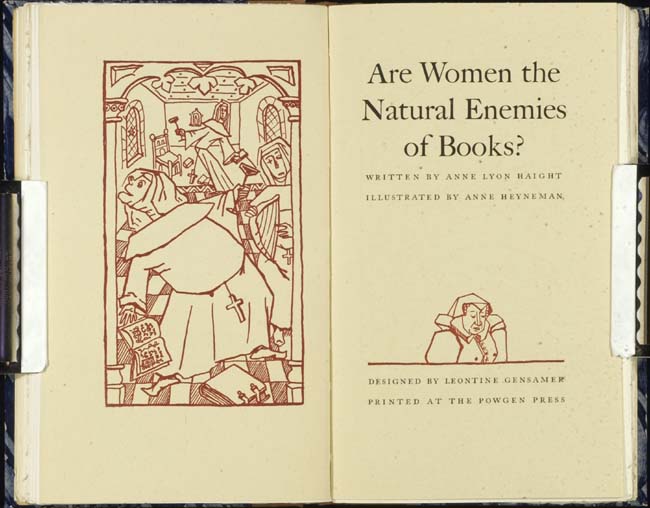 Are Women the
Natural Enemies
of Books?
WRITTEN BY ANNE LYON HAIGHT
ILLUSTRATED BY ANNE HEYNEMAN
DESIGNED BY LEONTINE GENSAMER
PRINTED AT THE POWGEN PRESS